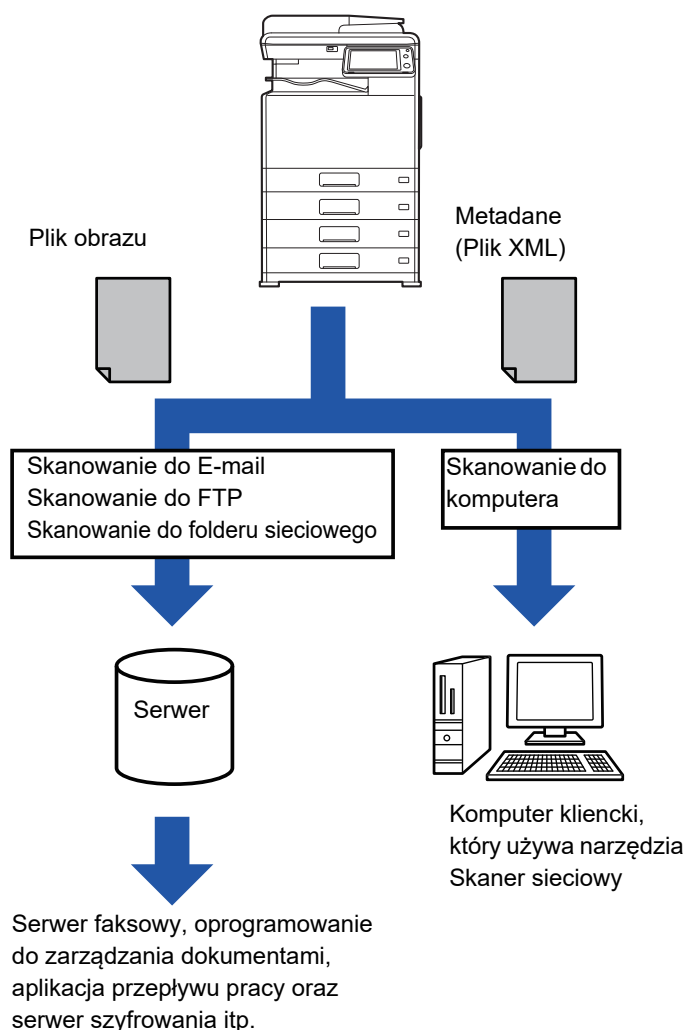 Plik obrazu
Metadane
(Plik XML)
Skanowanie do E-mail
Skanowanie do FTP
Skanowanie do folderu sieciowego
Skanowanie do
komputera
Serwer
Komputer kliencki,
który używa narzędzia
Skaner sieciowy
Serwer faksowy, oprogramowanie
do zarządzania dokumentami,
aplikacja przepływu pracy oraz
serwer szyfrowania itp.